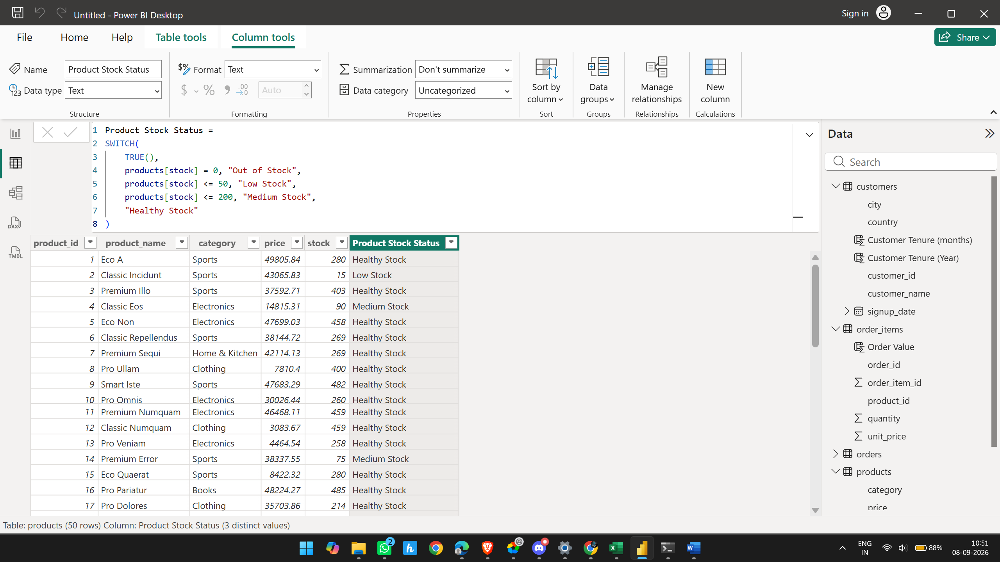 Untitled - Power BI Desktop
Sign in
File Home Help Table tools Column tools
Share
Name Product Stock Status
Data type Text
Structure
Format Text
$ % , .00 Auto
Formatting
Summarization Don't summarize
Data category Uncategorized
Properties
Sort by column
Sort
Data groups
Groups
Manage relationships
Relationships
New column
Calculations
1 Product Stock Status =
2 SWITCH(
3 TRUE(),
4 products[stock] = 0, "Out of Stock",
5 products[stock] <= 50, "Low Stock",
6 products[stock] <= 200, "Medium Stock",
7 "Healthy Stock"
8 )
DAX
TMDL
product_id product_name category price stock Product Stock Status
1 Eco A Sports 49805.84 280 Healthy Stock
2 Classic Incidunt Sports 43065.83 15 Low Stock
3 Premium Illo Sports 37592.71 403 Healthy Stock
4 Classic Eos Electronics 14815.31 90 Medium Stock
5 Eco Non Electronics 47699.03 458 Healthy Stock
6 Classic Repellendus Sports 38144.72 269 Healthy Stock
7 Premium Sequi Home & Kitchen 42114.13 269 Healthy Stock
8 Pro Ullam Clothing 7810.4 400 Healthy Stock
9 Smart Iste Sports 47683.29 482 Healthy Stock
10 Pro Omnis Electronics 30026.44 260 Healthy Stock
11 Premium Numquam Electronics 46468.11 459 Healthy Stock
12 Classic Numquam Clothing 3083.67 459 Healthy Stock
13 Pro Veniam Electronics 4464.54 258 Healthy Stock
14 Premium Error Sports 38337.55 75 Medium Stock
15 Eco Quaerat Sports 8422.32 280 Healthy Stock
16 Pro Pariatur Books 48224.27 485 Healthy Stock
17 Pro Dolores Clothing 35703.86 214 Healthy Stock
Table: products (50 rows) Column: Product Stock Status (3 distinct values)
Data
Search
customers
city
country
Customer Tenure (months)
Customer Tenure (Year)
customer_id
customer_name
signup_date
order_items
Order Value
order_id
order_item_id
product_id
quantity
unit_price
orders
products
category
price
2
ENG
IN
88%
10:51
08-09-2026